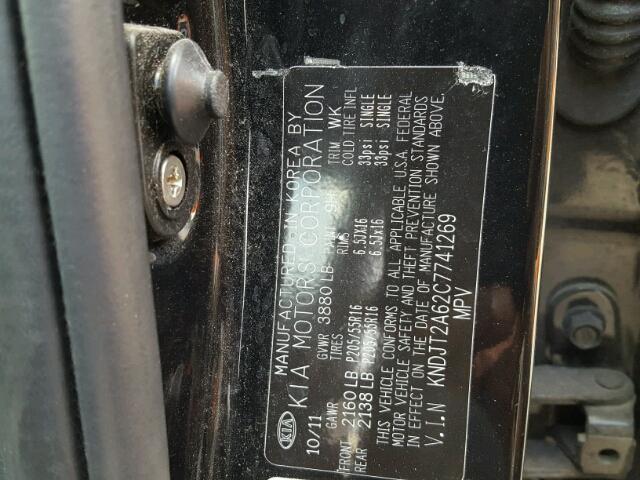 MANUFACTURED IN KOREA BY
KIA KIA MOTORS CORPORATION
10/11 GVWR 3880 LB PAINT TRIM WK
GAWR TIRES RIMS COLD TIRE INFL
FRONT 2160 LB P205/55R16 6.5JX16 33psi SINGLE
REAR 2138 LB P205/55R16 6.5JX16 33psi SINGLE
THIS VEHICLE CONFORMS TO ALL APPLICABLE U.S.A. FEDERAL
MOTOR VEHICLE SAFETY AND THEFT PREVENTION STANDARDS
IN EFFECT ON THE DATE OF MANUFACTURE SHOWN ABOVE.
V.I.N KNDJT2A62C7741269
MPV